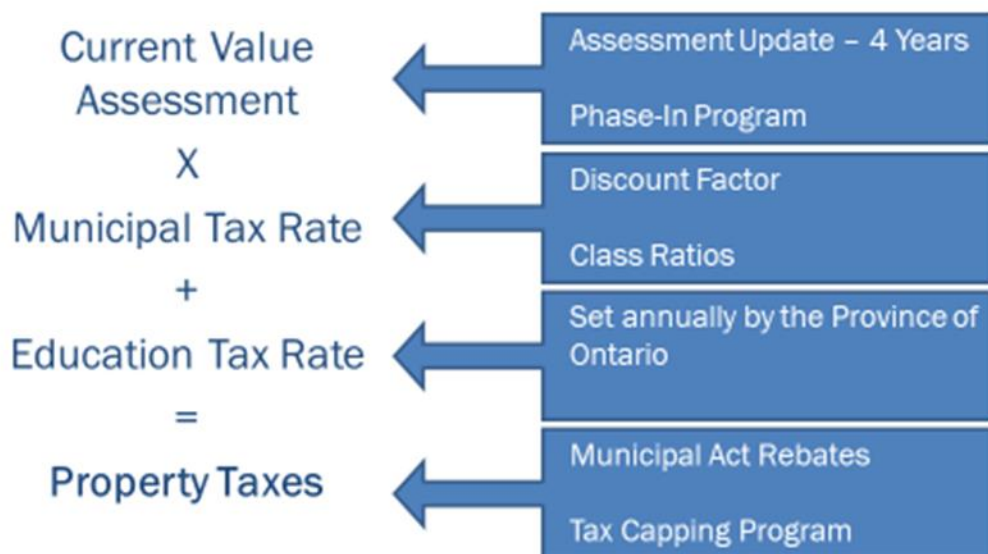 Current Value
Assessment
X
Municipal Tax Rate
+
Education Tax Rate
=
Property Taxes
Assessment Update – 4 Years
Phase-In Program
Discount Factor
Class Ratios
Set annually by the Province of
Ontario
Municipal Act Rebates
Tax Capping Program